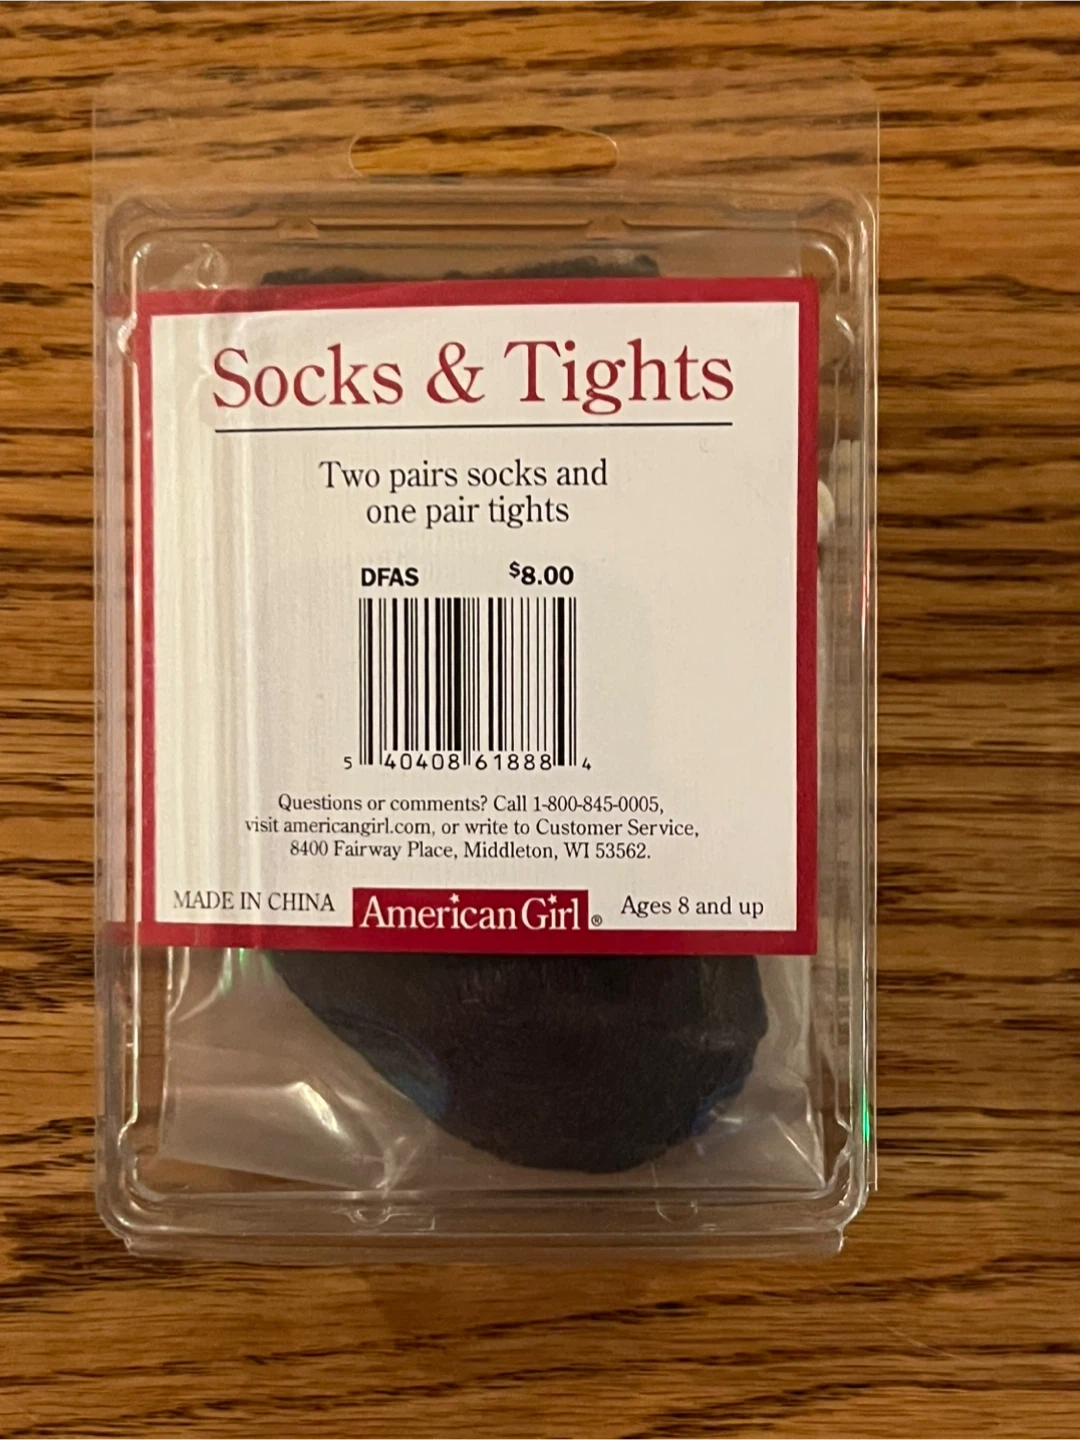 Socks & Tights
Two pairs socks and
one pair tights
DFAS $8.00
5 40408 61888 4
Questions or comments? Call 1-800-845-0005,
visit americangirl.com, or write to Customer Service,
8400 Fairway Place, Middleton, WI 53562.
MADE IN CHINA American Girl ® Ages 8 and up